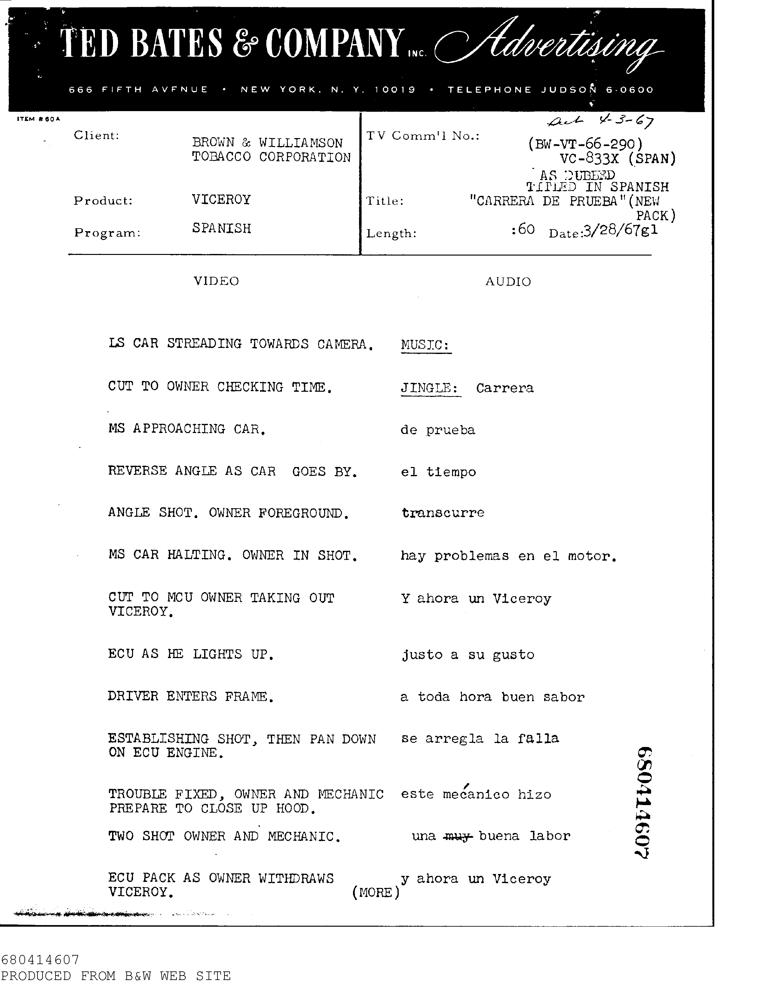 TED BATES & COMPANY INC. Advertising
666 FIFTH AVENUE • NEW YORK, N. Y. 10019 • TELEPHONE JUDSON 6-0600
ITEM #60A
4-3-67
Client: BROWN & WILLIAMSON
TOBACCO CORPORATION
TV Comm'l No.: (BW-VT-66-290)
VC-833X (SPAN)
AS DUBBED
TITLED IN SPANISH
Product: VICEROY
Title: "CARRERA DE PRUEBA"(NEW
PACK)
Program: SPANISH
Length: :60 Date:3/28/67gl
VIDEO AUDIO
LS CAR STREADING TOWARDS CAMERA. MUSIC:
CUT TO OWNER CHECKING TIME. JINGLE: Carrera
MS APPROACHING CAR. de prueba
REVERSE ANGLE AS CAR GOES BY. el tiempo
ANGLE SHOT. OWNER FOREGROUND. transcurre
MS CAR HALTING. OWNER IN SHOT. hay problemas en el motor.
CUT TO MCU OWNER TAKING OUT Y ahora un Viceroy
VICEROY.
ECU AS HE LIGHTS UP. justo a su gusto
DRIVER ENTERS FRAME. a toda hora buen sabor
ESTABLISHING SHOT, THEN PAN DOWN se arregla la falla
ON ECU ENGINE.
TROUBLE FIXED, OWNER AND MECHANIC este mecánico hizo
PREPARE TO CLOSE UP HOOD.
TWO SHOT OWNER AND MECHANIC. una muy buena labor
ECU PACK AS OWNER WITHDRAWS y ahora un Viceroy
VICEROY. (MORE)
680414607
680414607
PRODUCED FROM B&W WEB SITE